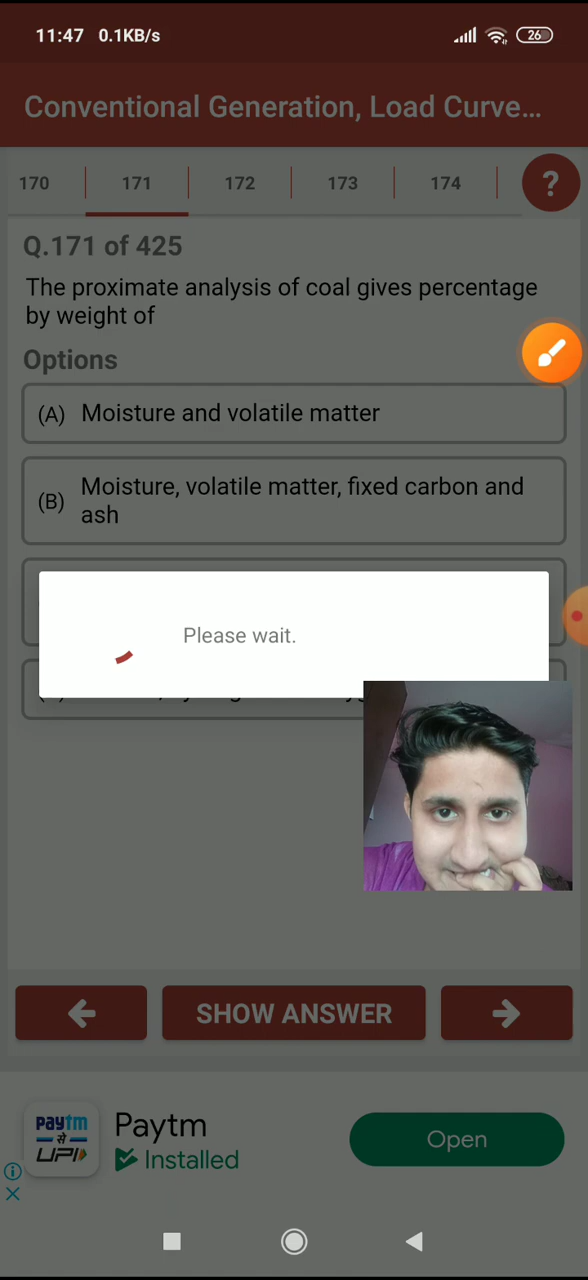 11:47 0.1KB/s 26
Conventional Generation, Load Curve...
170 171 172 173 174 ?
Q.171 of 425
The proximate analysis of coal gives percentage
by weight of
Options
(A) Moisture and volatile matter
(B) Moisture, volatile matter, fixed carbon and
ash
Please wait.
SHOW ANSWER
paytm
से
UPI
Paytm
Installed
Open